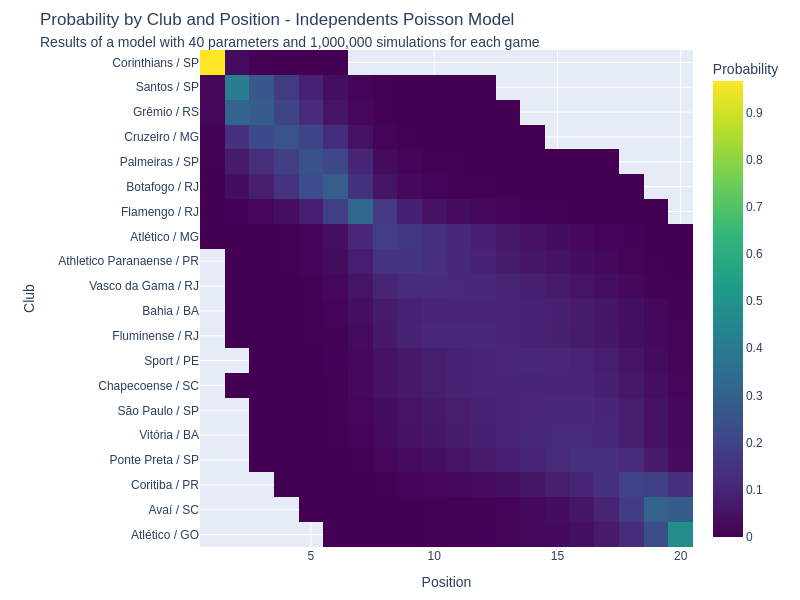 Probability by Club and Position - Independents Poisson Model
Results of a model with 40 parameters and 1,000,000 simulations for each game
Probability
Club
Corinthians / SP
Santos / SP
Grêmio / RS
Cruzeiro / MG
Palmeiras / SP
Botafogo / RJ
Flamengo / RJ
Atlético / MG
Athletico Paranaense / PR
Vasco da Gama / RJ
Bahia / BA
Fluminense / RJ
Sport / PE
Chapecoense / SC
São Paulo / SP
Vitória / BA
Ponte Preta / SP
Coritiba / PR
Avaí / SC
Atlético / GO
0.9
0.8
0.7
0.6
0.5
0.4
0.3
0.2
0.1
0
5
10
15
20
Position